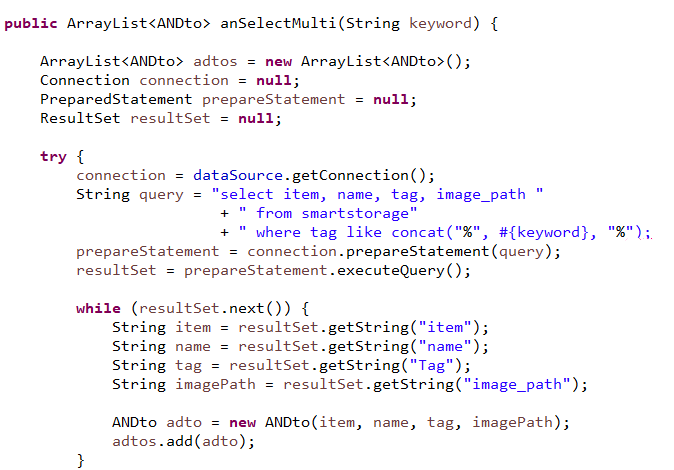 public ArrayList<ANDto> anSelectMulti(String keyword) {
ArrayList<ANDto> adtos = new ArrayList<ANDto>();
Connection connection = null;
PreparedStatement prepareStatement = null;
ResultSet resultSet = null;
try {
connection = dataSource.getConnection();
String query = "select item, name, tag, image_path "
+ " from smartstorage"
+ " where tag like concat("%", #{keyword}, "%");
prepareStatement = connection.prepareStatement(query);
resultSet = prepareStatement.executeQuery();
while (resultSet.next()) {
String item = resultSet.getString("item");
String name = resultSet.getString("name");
String tag = resultSet.getString("Tag");
String imagePath = resultSet.getString("image_path");
ANDto adto = new ANDto(item, name, tag, imagePath);
adtos.add(adto);
}